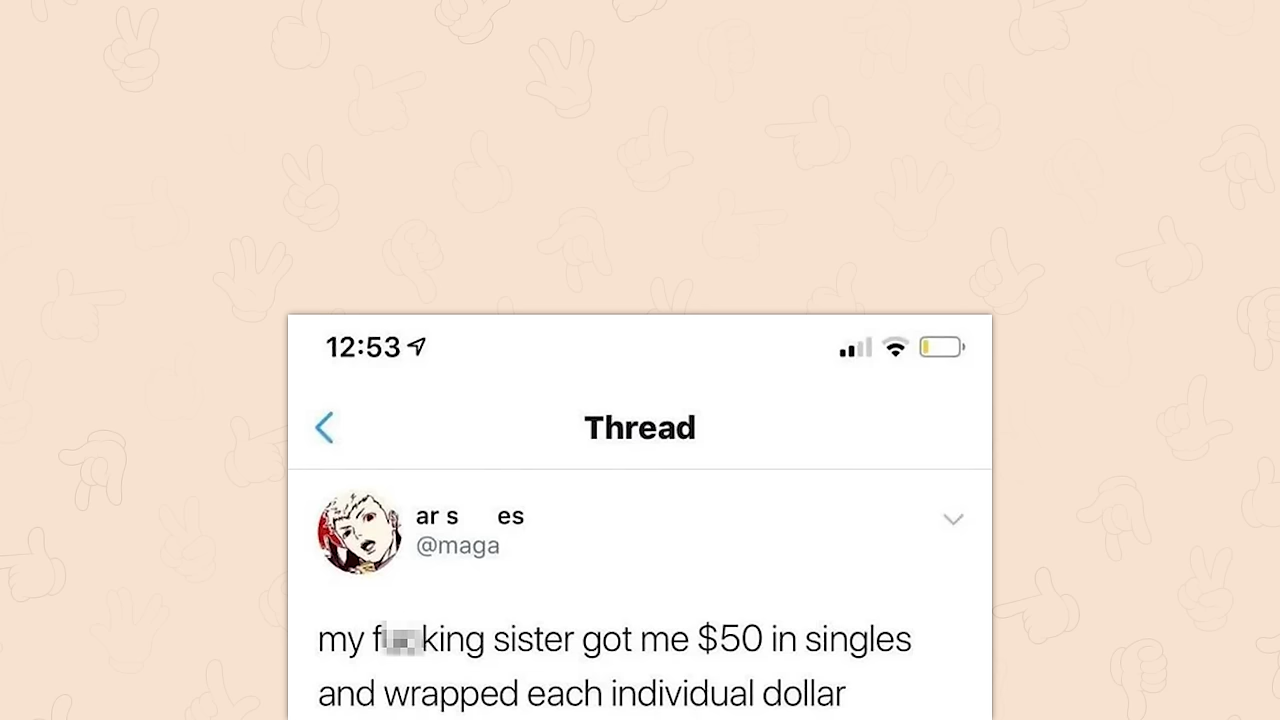 12:53
Thread
ar s es
@maga
my f king sister got me $50 in singles
and wrapped each individual dollar